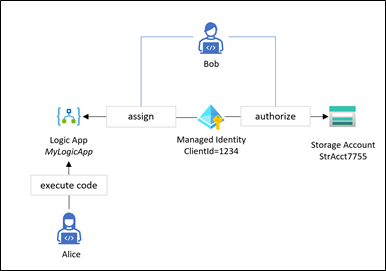 Bob
assign
authorize
Logic App
MyLogicApp
Managed Identity
ClientId=1234
Storage Account
StrAcct7755
execute code
Alice